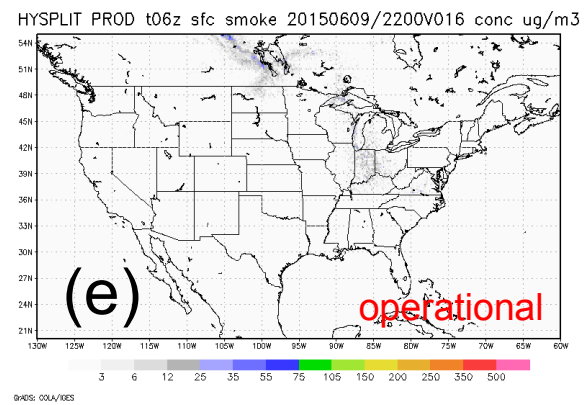 HYSPLIT PROD t06z sfc smoke 20150609/2200V016 conc ug/m3
54N
51N
48N
45N
42N
39N
36N
33N
30N
27N
24N
21N
(e)
operational
130W 125W 120W 115W 110W 105W 100W 95W 90W 85W 80W 75W 70W 65W 60W
3 6 12 25 35 55 75 105 150 200 250 350 500
GrADS: COLA/IGES